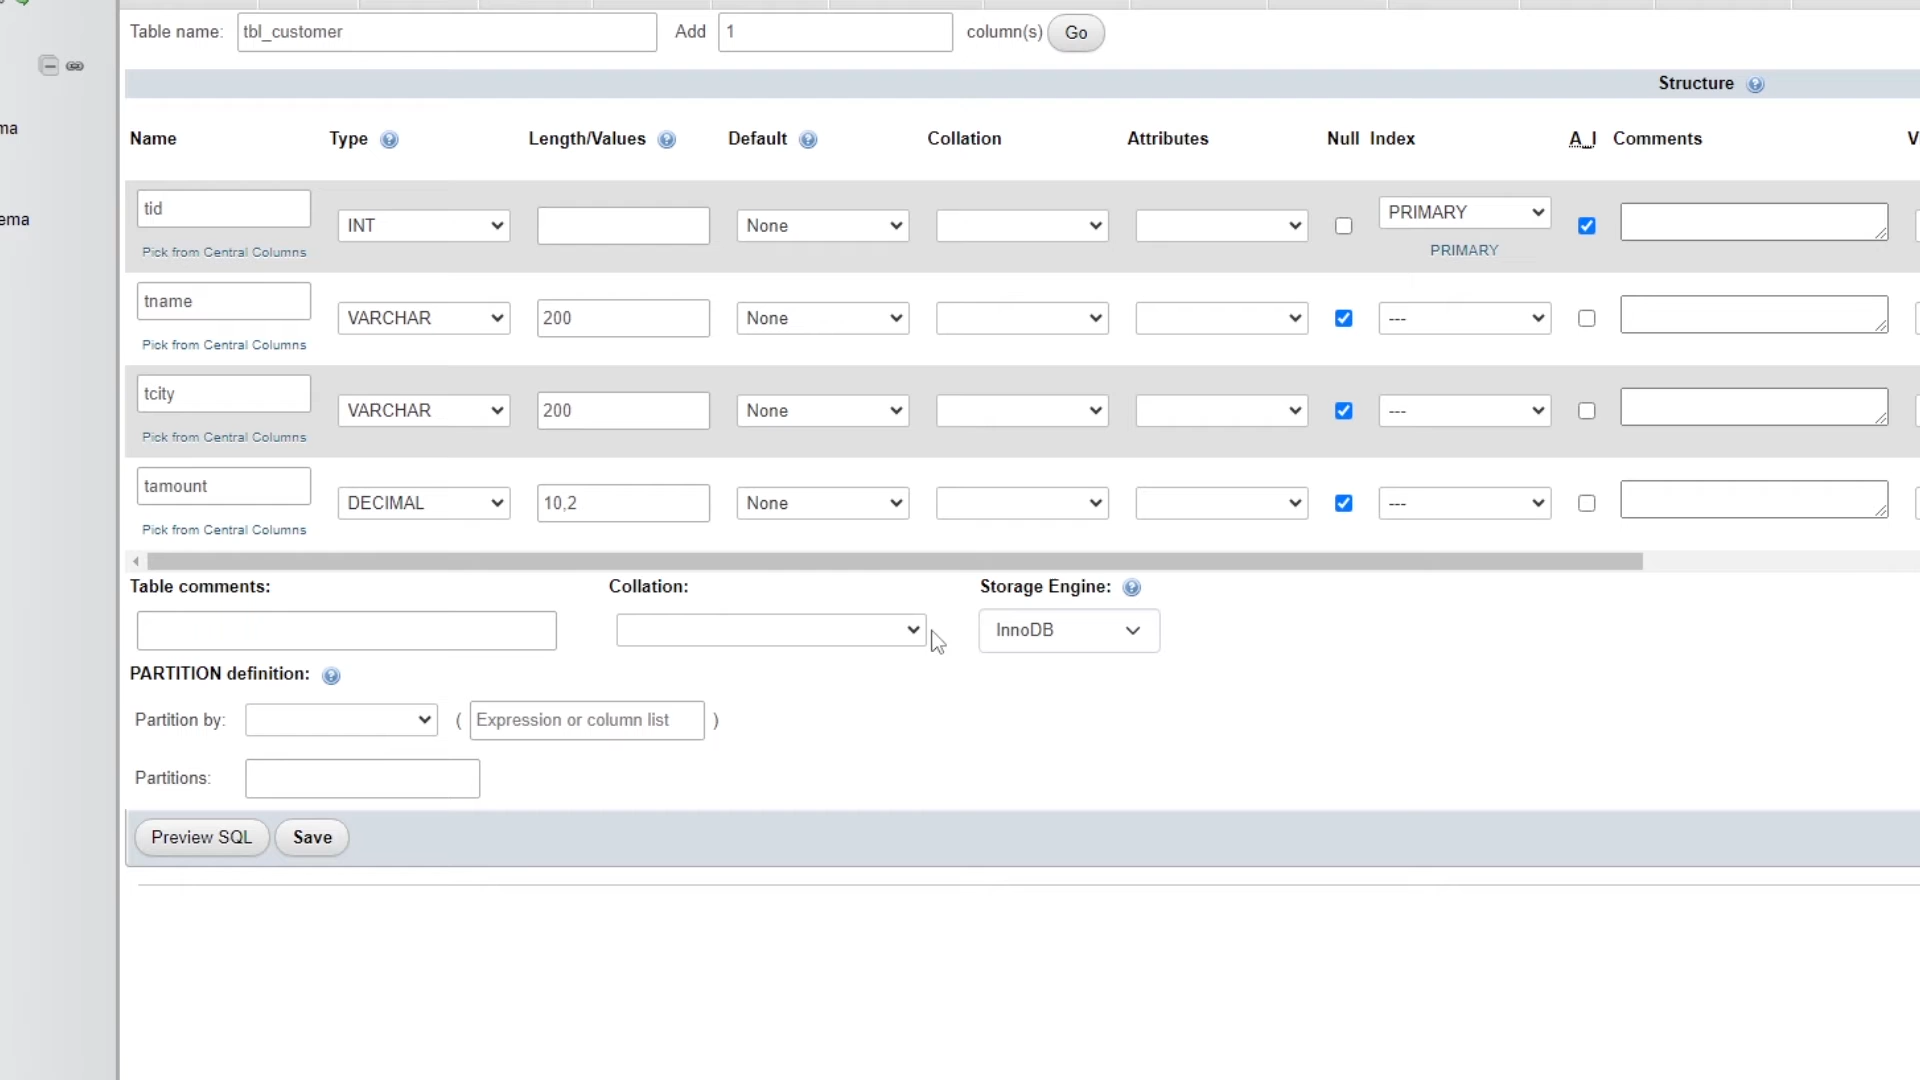 Table name: tbl_customer Add 1 column(s) Go
Structure
Name Type Length/Values Default Collation Attributes Null Index A_I Comments V
ma
tid INT None PRIMARY
Pick from Central Columns PRIMARY
ema
tname VARCHAR 200 None ---
Pick from Central Columns
tcity VARCHAR 200 None ---
Pick from Central Columns
tamount DECIMAL 10,2 None ---
Pick from Central Columns
Table comments: Collation: Storage Engine:
InnoDB
PARTITION definition:
Partition by: ( Expression or column list )
Partitions:
Preview SQL Save